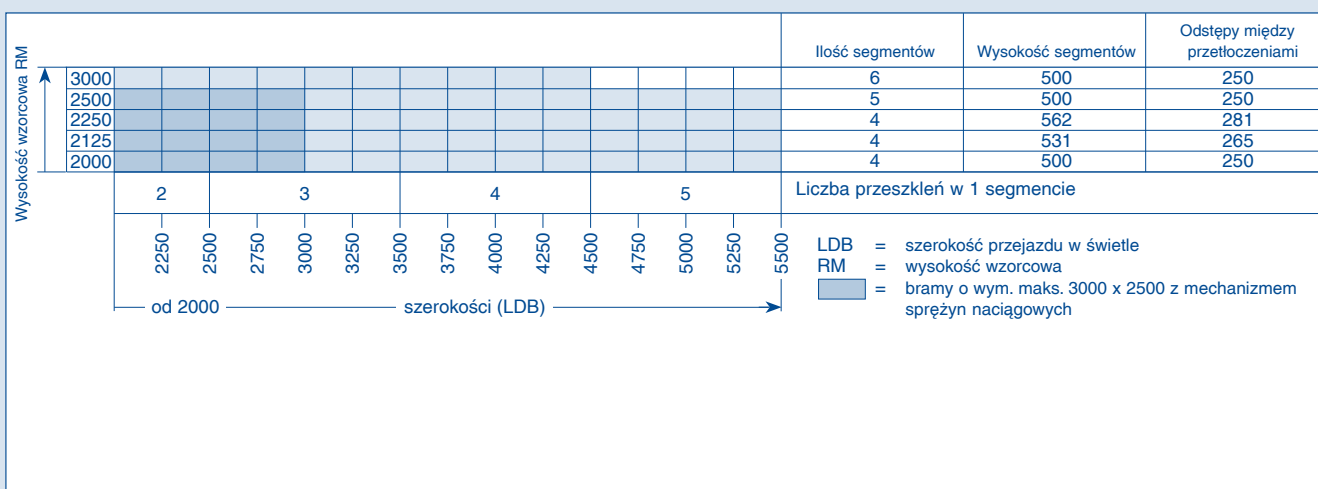 Wysokość wzorcowa RM
Ilość segmentów
Wysokość segmentów
Odstępy między
przetłoczeniami
3000 6 500 250
2500 5 500 250
2250 4 562 281
2125 4 531 265
2000 4 500 250
2 3 4 5 Liczba przeszkleń w 1 segmencie
2250 2500 2750 3000 3250 3500 3750 4000 4250 4500 4750 5000 5250 5500
od 2000 szerokości (LDB)
LDB = szerokość przejazdu w świetle
RM = wysokość wzorcowa
= bramy o wym. maks. 3000 x 2500 z mechanizmem
sprężyn naciągowych